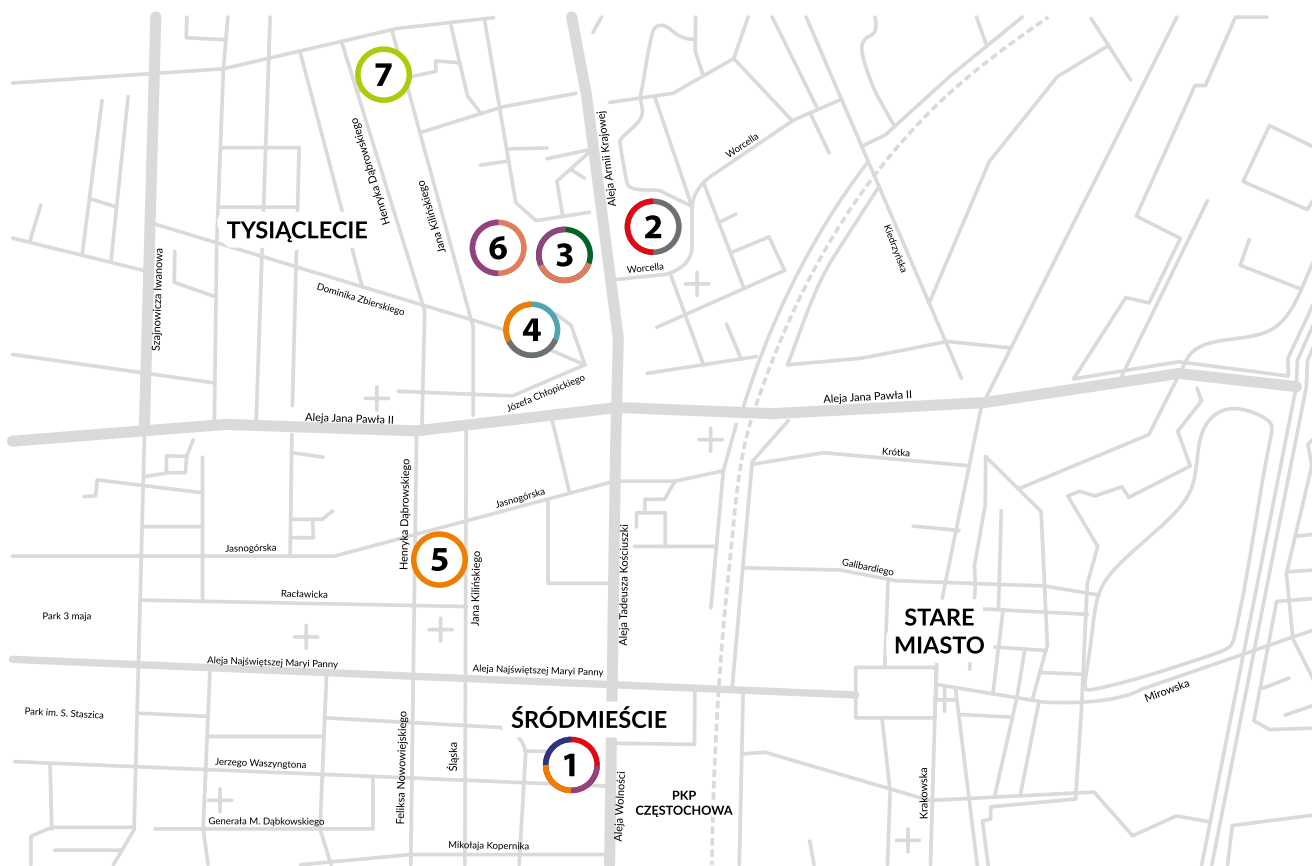 7
Henryka Dąbrowskiego
Aleja Armii Krajowej
Worcella
Jana Kilińskiego
TYSIĄCLECIE
6
3
2
Kiedrzyńska
Worcella
Szajnowicza Iwanowa
Dominika Zbierskiego
4
Józefa Chłopickiego
Aleja Jana Pawła II
Aleja Jana Pawła II
Krótka
Henryka Dąbrowskiego
Jasnogórska
Jasnogórska
5
Jana Kilińskiego
Aleja Tadeusza Kościuszki
Galibardiego
Racławicka
Park 3 maja
STARE
MIASTO
Aleja Najświętszej Maryi Panny
Aleja Najświętszej Maryi Panny
Mirowska
Park im. S. Staszica
ŚRÓDMIEŚCIE
Feliksa Nowowiejskiego
Śląska
1
Jerzego Waszyngtona
Aleja Wolności
PKP
CZĘSTOCHOWA
Krakowska
Generała M. Dąbkowskiego
Mikołaja Kopernika